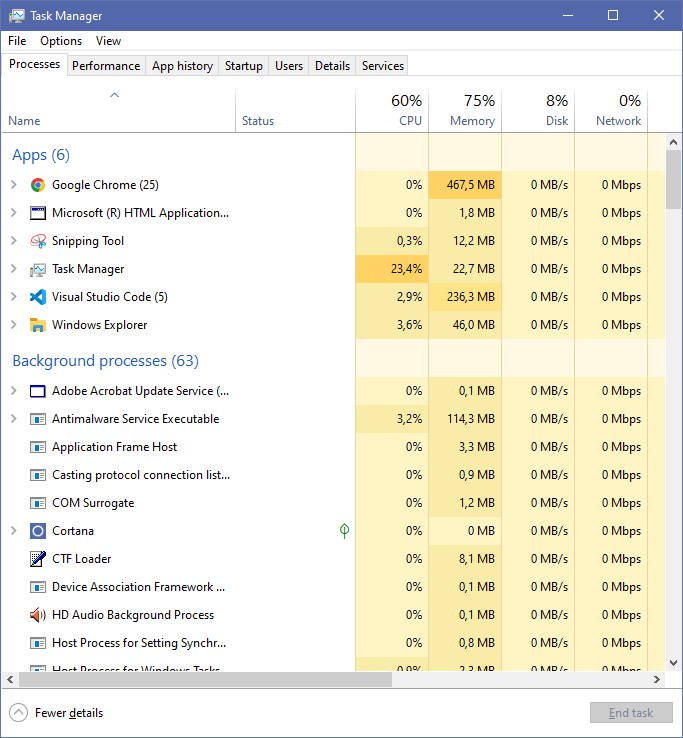 Task Manager
File Options View
Processes Performance App history Startup Users Details Services
60% 75% 8% 0%
Name Status CPU Memory Disk Network
Apps (6)
Google Chrome (25) 0% 467,5 MB 0 MB/s 0 Mbps
Microsoft (R) HTML Application... 0% 1,8 MB 0 MB/s 0 Mbps
Snipping Tool 0,3% 12,2 MB 0 MB/s 0 Mbps
Task Manager 23,4% 22,7 MB 0 MB/s 0 Mbps
Visual Studio Code (5) 2,9% 236,3 MB 0 MB/s 0 Mbps
Windows Explorer 3,6% 46,0 MB 0 MB/s 0 Mbps
Background processes (63)
Adobe Acrobat Update Service (... 0% 0,1 MB 0 MB/s 0 Mbps
Antimalware Service Executable 3,2% 114,3 MB 0 MB/s 0 Mbps
Application Frame Host 0% 3,3 MB 0 MB/s 0 Mbps
Casting protocol connection list... 0% 0,9 MB 0 MB/s 0 Mbps
COM Surrogate 0% 1,2 MB 0 MB/s 0 Mbps
Cortana 0% 0 MB 0 MB/s 0 Mbps
CTF Loader 0% 8,1 MB 0 MB/s 0 Mbps
Device Association Framework ... 0% 0,1 MB 0 MB/s 0 Mbps
HD Audio Background Process 0% 0,1 MB 0 MB/s 0 Mbps
Host Process for Setting Synchr... 0% 0,8 MB 0 MB/s 0 Mbps
Host Process for Windows Tasks 0,9% 2,3 MB 0 MB/s 0 Mbps
Fewer details End task